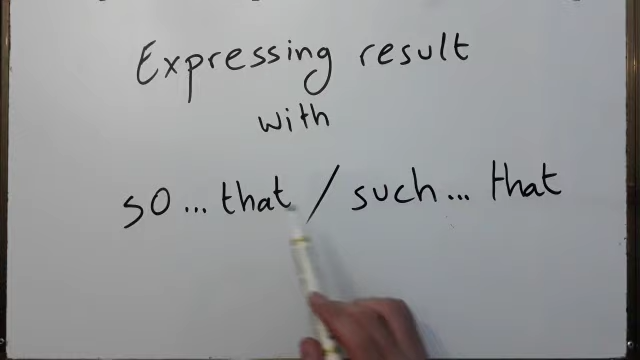 Expressing result
with
so... that / such... that